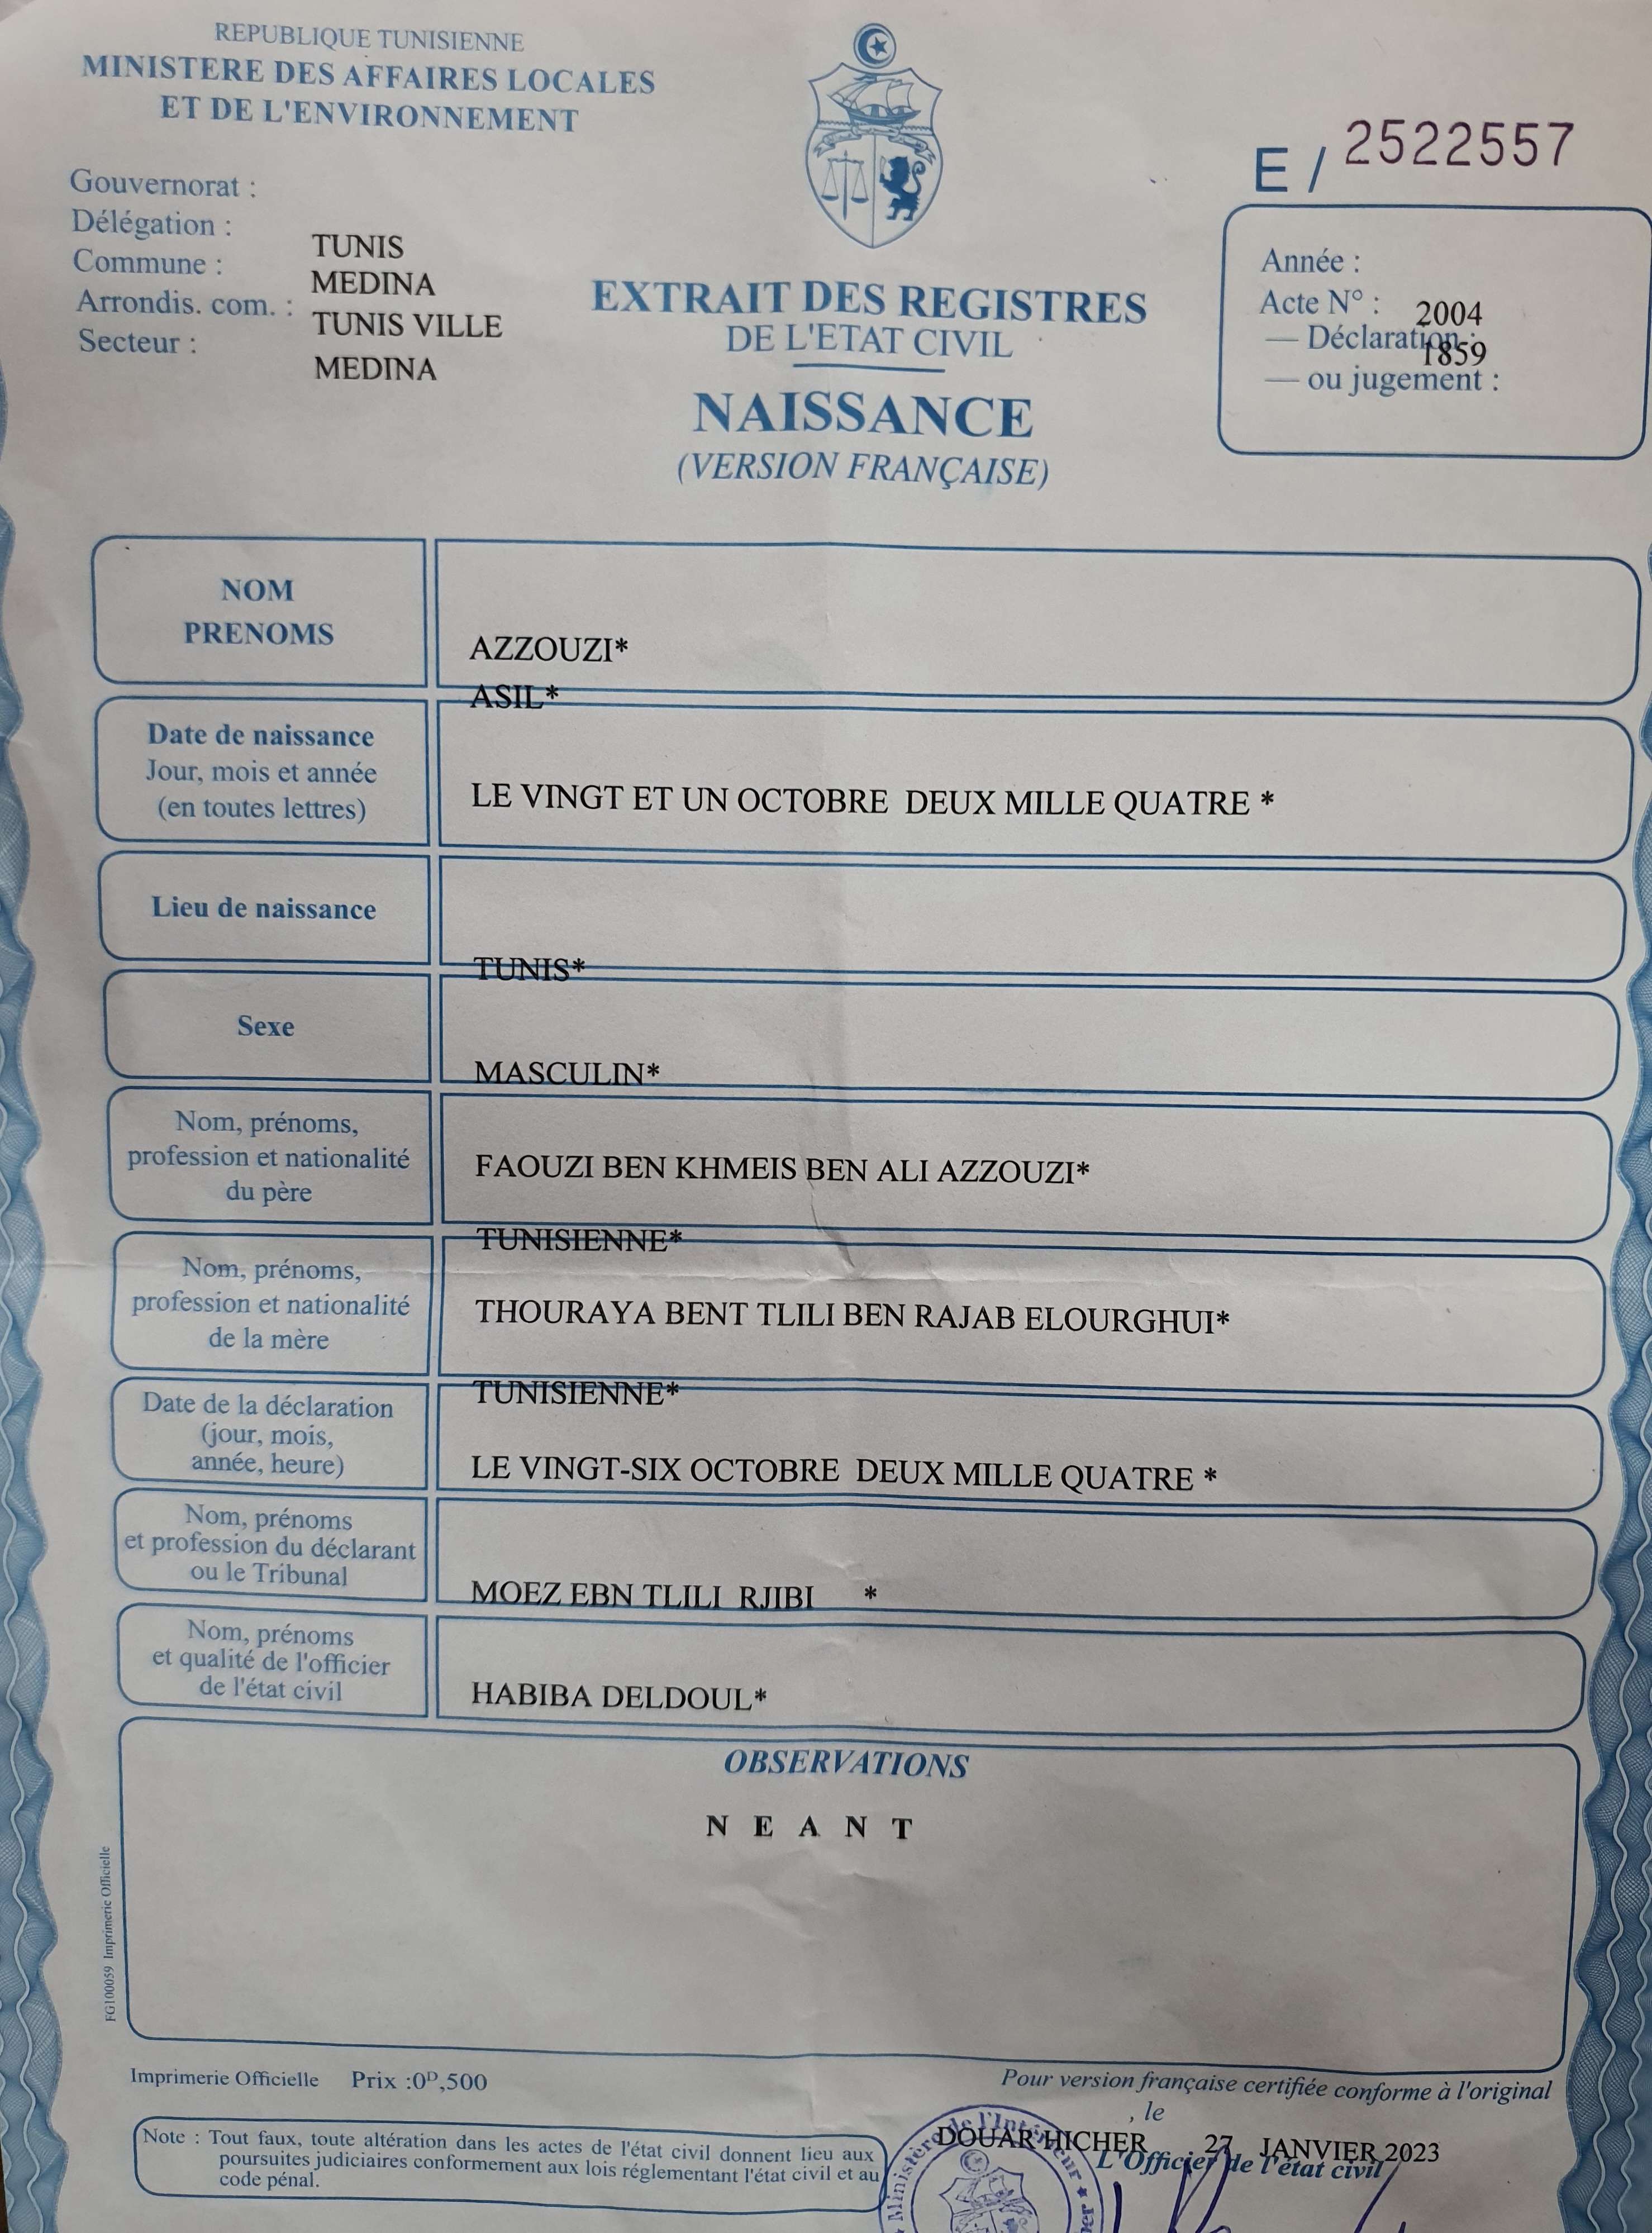 REPUBLIQUE TUNISIENNE
MINISTERE DES AFFAIRES LOCALES
ET DE L'ENVIRONNEMENT
E / 2522557
Gouvernorat :
Délégation :
TUNIS
Commune :
MEDINA
Arrondis. com. :
TUNIS VILLE
Secteur :
MEDINA
EXTRAIT DES REGISTRES
DE L'ETAT CIVIL
NAISSANCE
(VERSION FRANÇAISE)
Année :
Acte N° : 2004
— Déclaration :
1859
— ou jugement :
NOM
PRENOMS
AZZOUZI*
ASIL*
Date de naissance
Jour, mois et année
(en toutes lettres)
LE VINGT ET UN OCTOBRE DEUX MILLE QUATRE *
Lieu de naissance
TUNIS*
Sexe
MASCULIN*
Nom, prénoms,
profession et nationalité
du père
FAOUZI BEN KHMEIS BEN ALI AZZOUZI*
TUNISIENNE*
Nom, prénoms,
profession et nationalité
de la mère
THOURAYA BENT TLILI BEN RAJAB ELOURGHUI*
TUNISIENNE*
Date de la déclaration
(jour, mois,
année, heure)
LE VINGT-SIX OCTOBRE DEUX MILLE QUATRE *
Nom, prénoms
et profession du déclarant
ou le Tribunal
MOEZ EBN TLILI RJIBI *
Nom, prénoms
et qualité de l'officier
de l'état civil
HABIBA DELDOUL*
OBSERVATIONS
N E A N T
FG100059 Imprimerie Officielle
Imprimerie Officielle Prix :0ᴰ,500
Pour version française certifiée conforme à l'original
, le
DOUAR HICHER 27 JANVIER 2023
L'Officier de l'état civil
Note : Tout faux, toute altération dans les actes de l'état civil donnent lieu aux
poursuites judiciaires conformement aux lois réglementant l'état civil et au
code pénal.
Ministère de l'Intérieur